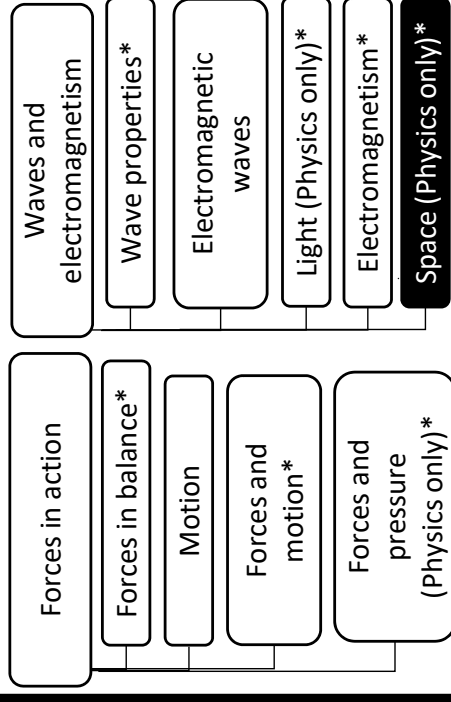 Forces in action
Forces in balance*
Motion
Forces and
motion*
Forces and
pressure
(Physics only)*
Waves and
electromagnetism
Wave properties*
Electromagnetic
waves
Light (Physics only)*
Electromagnetism*
Space (Physics only)*